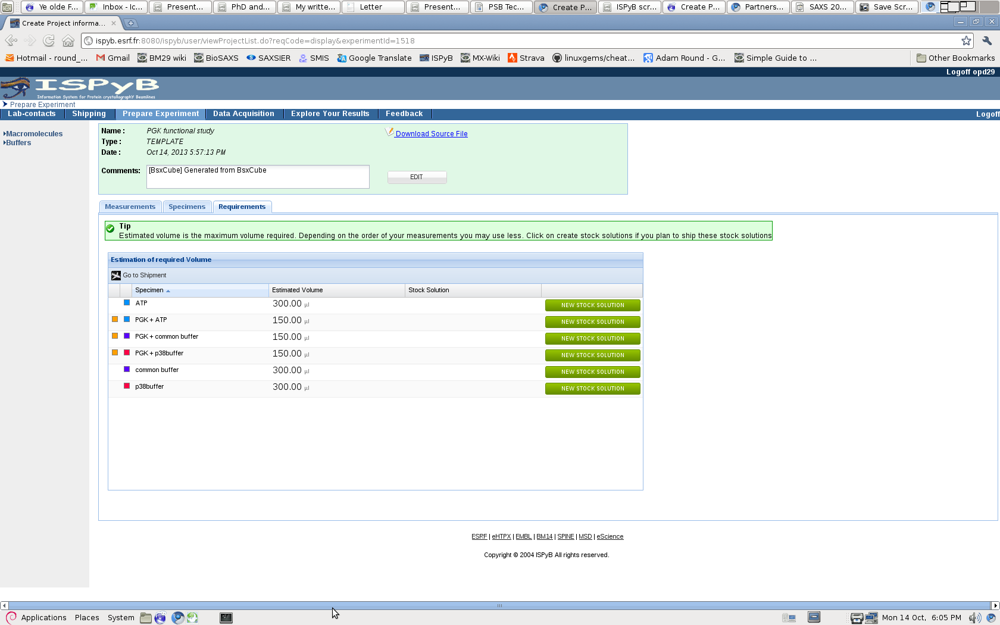 Ye olde F... Inbox - Ic... Present... PhD and... My writte... Letter Present... PSB Tec... Create P... ISPyB scr... Create P... Partners... SAXS 20... Save Scr...
Create Project informa...
ispyb.esrf.fr:8080/ispyb/user/viewProjectList.do?reqCode=display&experimentId=1518
Hotmail - round_... Gmail BM29 wiki BioSAXS SAXSIER SMIS Google Translate ISPyB MX-Wiki Strava linuxgems/cheat... Adam Round - G... Simple Guide to ... Other Bookmarks
Logoff opd29
ISPyB
Information System for Protein crystallographY Beamlines
Prepare Experiment
Lab-contacts Shipping Prepare Experiment Data Acquisition Explore Your Results Feedback Logoff
Macromolecules
Buffers
Name : PGK functional study
Download Source File
Type : TEMPLATE
Date : Oct 14, 2013 5:57:13 PM
Comments: [BsxCube] Generated from BsxCube
EDIT
Measurements Specimens Requirements
Tip
Estimated volume is the maximum volume required. Depending on the order of your measurements you may use less. Click on create stock solutions if you plan to ship these stock solutions
Estimation of required Volume
Go to Shipment
Specimen Estimated Volume Stock Solution
ATP 300.00 µl NEW STOCK SOLUTION
PGK + ATP 150.00 µl NEW STOCK SOLUTION
PGK + common buffer 150.00 µl NEW STOCK SOLUTION
PGK + p38buffer 150.00 µl NEW STOCK SOLUTION
common buffer 300.00 µl NEW STOCK SOLUTION
p38buffer 300.00 µl NEW STOCK SOLUTION
ESRF | eHTPX | EMBL | BM14 | SPINE | MSD | eScience
Copyright © 2004 ISPyB All rights reserved.
Applications Places System Mon 14 Oct, 6:05 PM